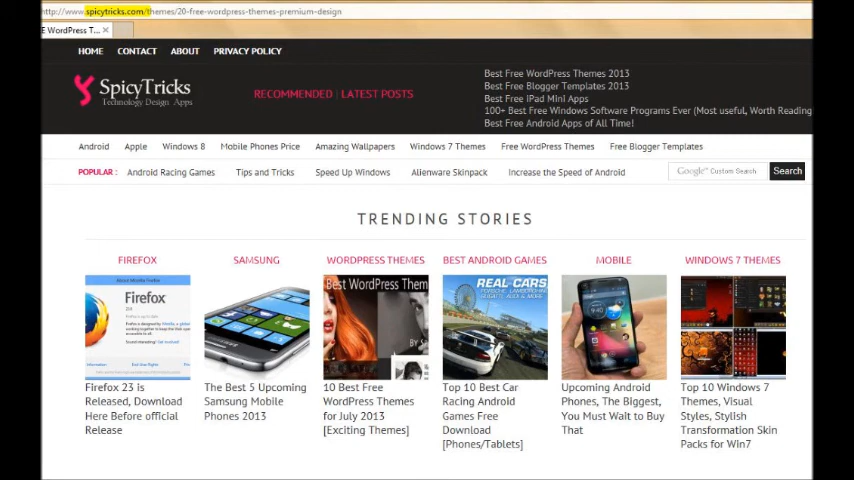 http://www.spicytricks.com/themes/20-free-wordpress-themes-premium-design
E WordPress T...
HOME CONTACT ABOUT PRIVACY POLICY
SpicyTricks
Technology Design Apps
RECOMMENDED | LATEST POSTS
Best Free WordPress Themes 2013
Best Free Blogger Templates 2013
Best Free iPad Mini Apps
100+ Best Free Windows Software Programs Ever (Most useful, Worth Reading
Best Free Android Apps of All Time!
Android Apple Windows 8 Mobile Phones Price Amazing Wallpapers Windows 7 Themes Free WordPress Themes Free Blogger Templates
POPULAR : Android Racing Games Tips and Tricks Speed Up Windows Alienware Skinpack Increase the Speed of Android Google™ Custom Search Search
TRENDING STORIES
FIREFOX SAMSUNG WORDPRESS THEMES BEST ANDROID GAMES MOBILE WINDOWS 7 THEMES
About Mozilla Firefox
Firefox
Best WordPress Them
REAL CARS
Firefox 23 is
Released, Download
Here Before official
Release
The Best 5 Upcoming
Samsung Mobile
Phones 2013
10 Best Free
WordPress Themes
for July 2013
[Exciting Themes]
Top 10 Best Car
Racing Android
Games Free
Download
[Phones/Tablets]
Upcoming Android
Phones, The Biggest,
You Must Wait to Buy
That
Top 10 Windows 7
Themes, Visual
Styles, Stylish
Transformation Skin
Packs for Win7